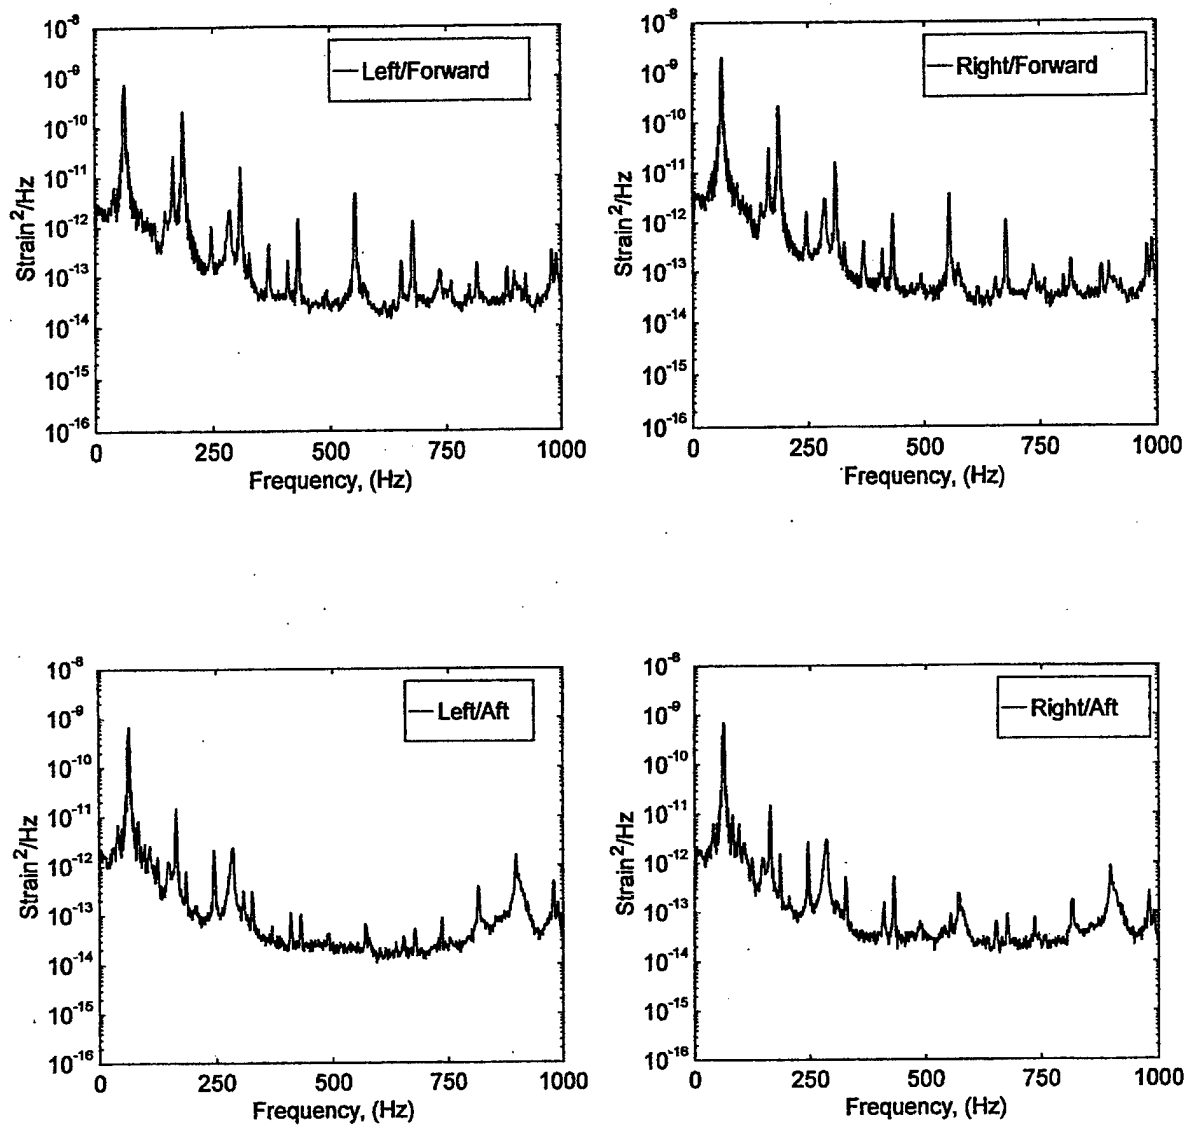 Left/Forward
10⁻⁸
10⁻⁹
10⁻¹⁰
10⁻¹¹
10⁻¹²
10⁻¹³
10⁻¹⁴
10⁻¹⁵
10⁻¹⁶
Strain²/Hz
0 250 500 750 1000
Frequency, (Hz)
Right/Forward
10⁻⁸
10⁻⁹
10⁻¹⁰
10⁻¹¹
10⁻¹²
10⁻¹³
10⁻¹⁴
10⁻¹⁵
10⁻¹⁶
Strain²/Hz
0 250 500 750 1000
Frequency, (Hz)
Left/Aft
10⁻⁸
10⁻⁹
10⁻¹⁰
10⁻¹¹
10⁻¹²
10⁻¹³
10⁻¹⁴
10⁻¹⁵
10⁻¹⁶
Strain²/Hz
0 250 500 750 1000
Frequency, (Hz)
Right/Aft
10⁻⁸
10⁻⁹
10⁻¹⁰
10⁻¹¹
10⁻¹²
10⁻¹³
10⁻¹⁴
10⁻¹⁵
10⁻¹⁶
Strain²/Hz
0 250 500 750 1000
Frequency, (Hz)